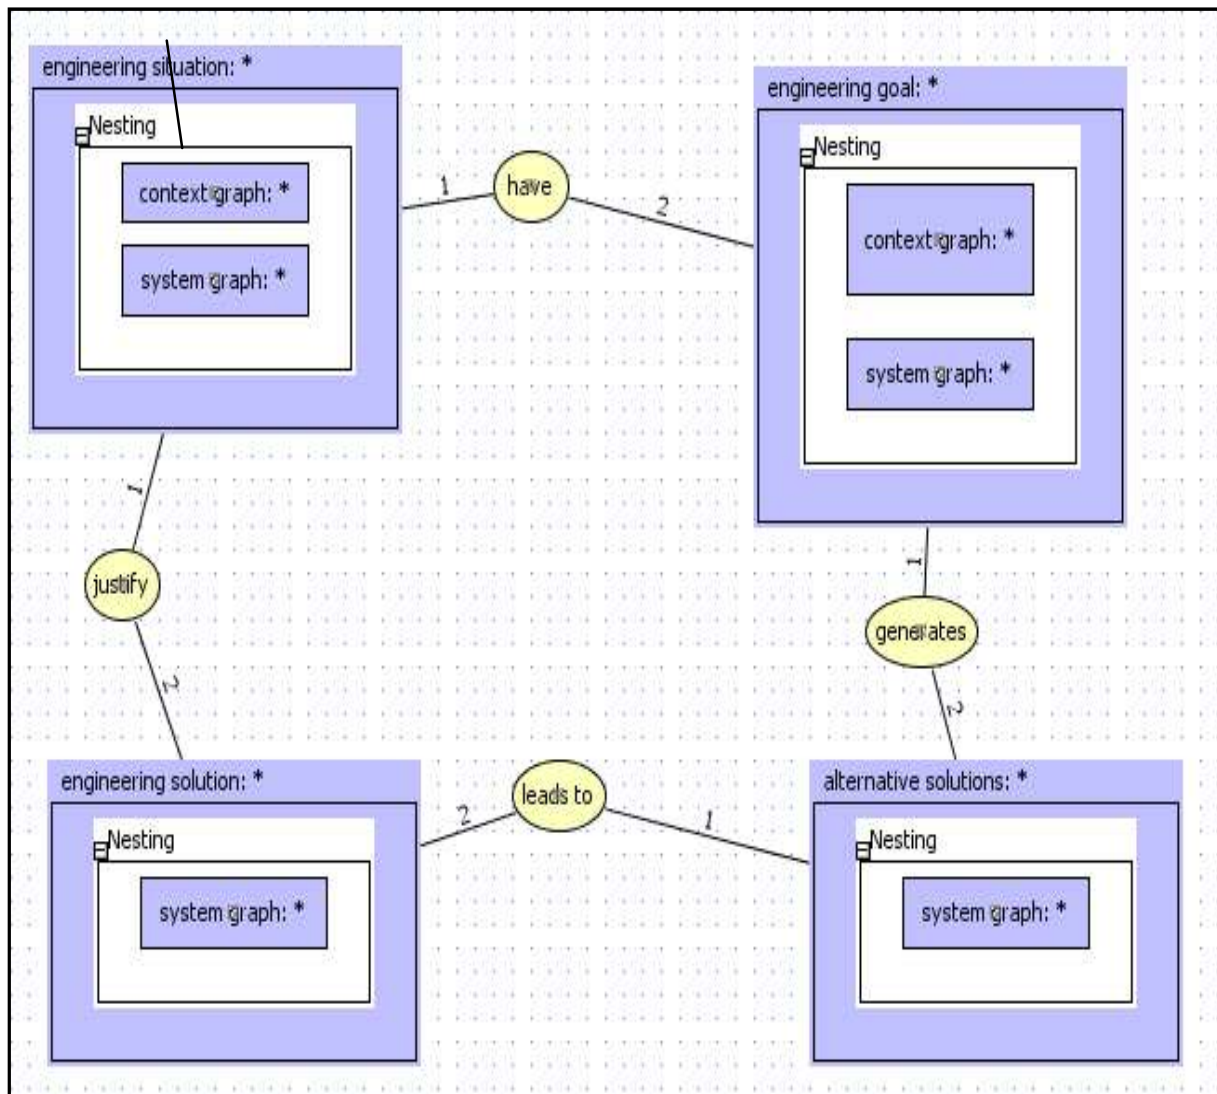 engineering situation: *
Nesting
context graph: *
system graph: *
1
have
2
engineering goal: *
Nesting
context graph: *
system graph: *
1
justify
2
1
generates
2
engineering solution: *
Nesting
system graph: *
2
leads to
1
alternative solutions: *
Nesting
system graph: *